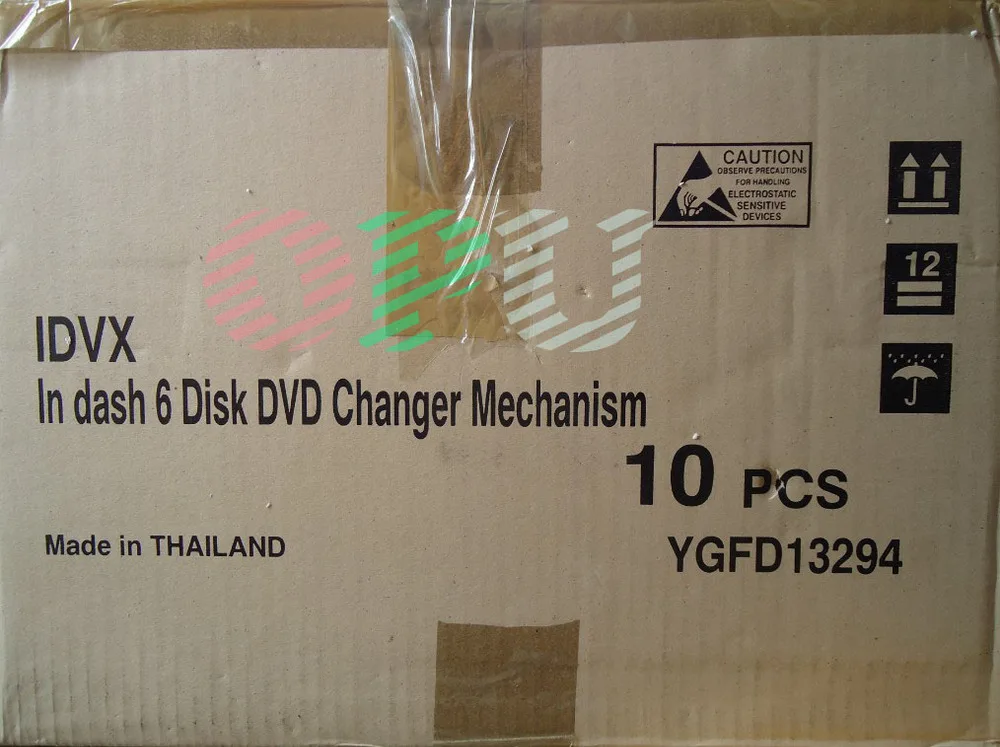 CAUTION
OBSERVE PRECAUTIONS
FOR HANDLING
ELECTROSTATIC
SENSITIVE
DEVICES
OPU
12
IDVX
In dash 6 Disk DVD Changer Mechanism
10 PCS
Made in THAILAND
YGFD13294